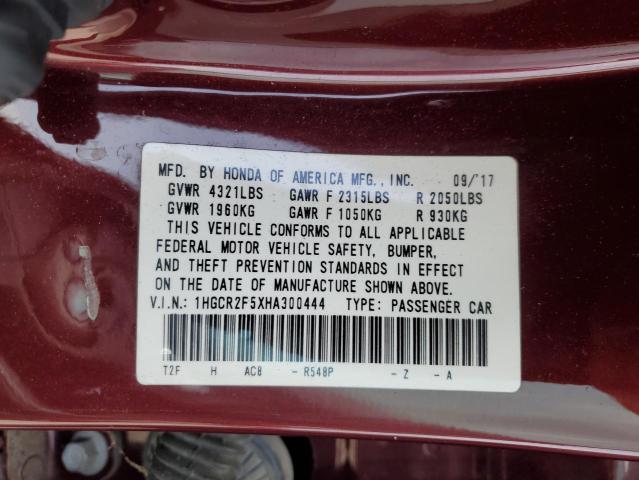 MFD. BY HONDA OF AMERICA MFG., INC. 09/'17
GVWR 4321LBS GAWR F 2315LBS R 2050LBS
GVWR 1960KG GAWR F 1050KG R 930KG
THIS VEHICLE CONFORMS TO ALL APPLICABLE
FEDERAL MOTOR VEHICLE SAFETY, BUMPER,
AND THEFT PREVENTION STANDARDS IN EFFECT
ON THE DATE OF MANUFACTURE SHOWN ABOVE.
V.I.N.: 1HGCR2F5XHA300444 TYPE: PASSENGER CAR
T2F H AC8 - R548P - Z - A